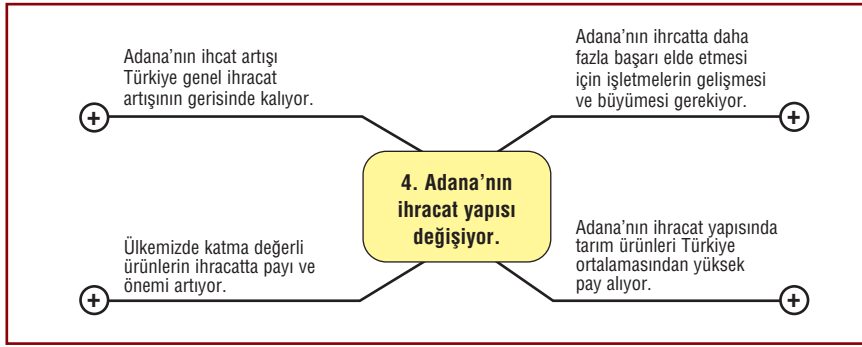 Adana’nın ihcat artışı
Türkiye genel ihracat
artışının gerisinde kalıyor.
Adana’nın ihrcatta daha
fazla başarı elde etmesi
için işletmelerin gelişmesi
ve büyümesi gerekiyor.
4. Adana’nın
ihracat yapısı
değişiyor.
Ülkemizde katma değerli
ürünlerin ihracatta payı ve
önemi artıyor.
Adana’nın ihracat yapısında
tarım ürünleri Türkiye
ortalamasından yüksek
pay alıyor.